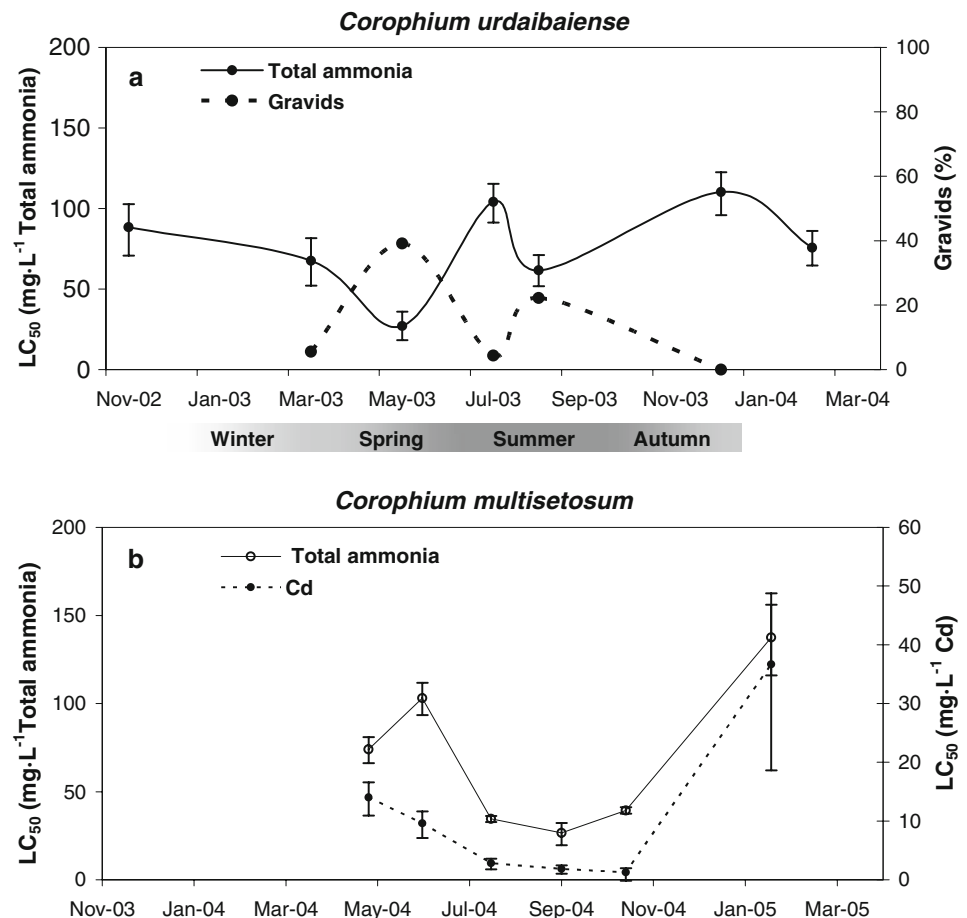 Corophium urdaibaiense
a
Total ammonia
Gravids
LC50 (mg·L-1 Total ammonia)
200
150
100
50
0
Gravids (%)
100
80
60
40
20
0
Nov-02 Jan-03 Mar-03 May-03 Jul-03 Sep-03 Nov-03 Jan-04 Mar-04
Winter Spring Summer Autumn
Corophium multisetosum
b
Total ammonia
Cd
LC50 (mg·L-1Total ammonia)
200
150
100
50
0
LC50 (mg·L-1 Cd)
60
50
40
30
20
10
0
Nov-03 Jan-04 Mar-04 May-04 Jul-04 Sep-04 Nov-04 Jan-05 Mar-05